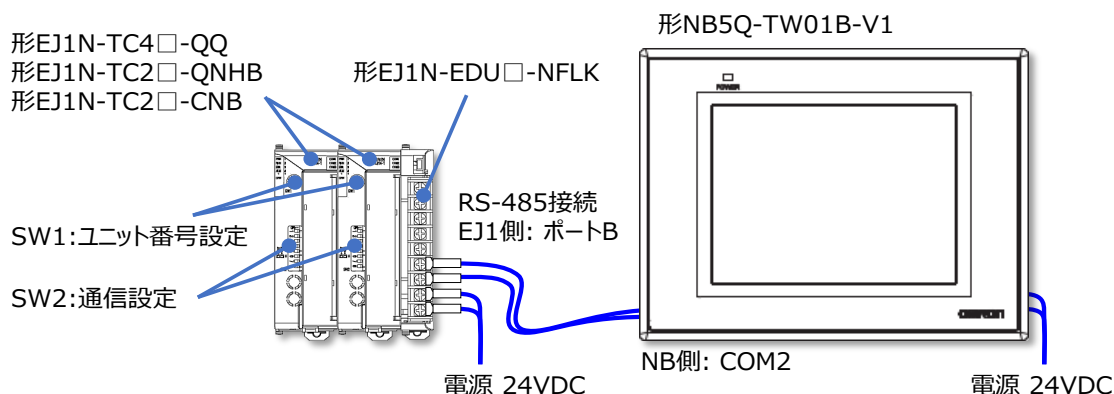 形NB5Q-TW01B-V1
形EJ1N-TC4□-QQ
形EJ1N-TC2□-QNHB
形EJ1N-TC2□-CNB
形EJ1N-EDU□-NFLK
POWER
RS-485接続
EJ1側: ポートB
SW1:ユニット番号設定
SW2:通信設定
OMRON
NB側: COM2
電源 24VDC
電源 24VDC